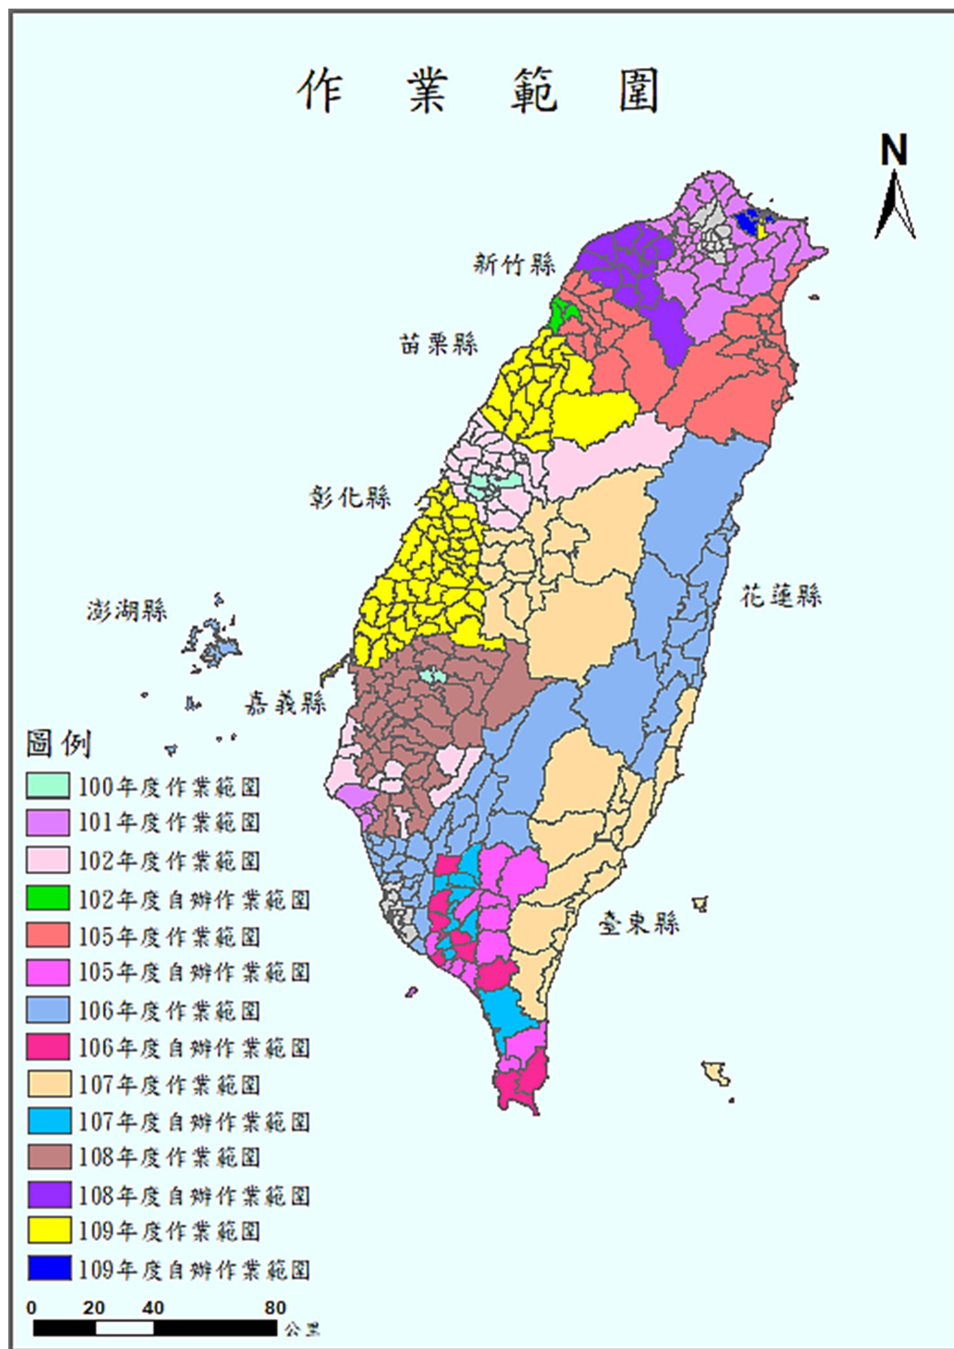 作業範圍
N
新竹縣
苗栗縣
彰化縣
澎湖縣
花蓮縣
嘉義縣
臺東縣
圖例
100年度作業範圍
101年度作業範圍
102年度作業範圍
102年度自辦作業範圍
105年度作業範圍
105年度自辦作業範圍
106年度作業範圍
106年度自辦作業範圍
107年度作業範圍
107年度自辦作業範圍
108年度作業範圍
108年度自辦作業範圍
109年度作業範圍
109年度自辦作業範圍
0 20 40 80
公里